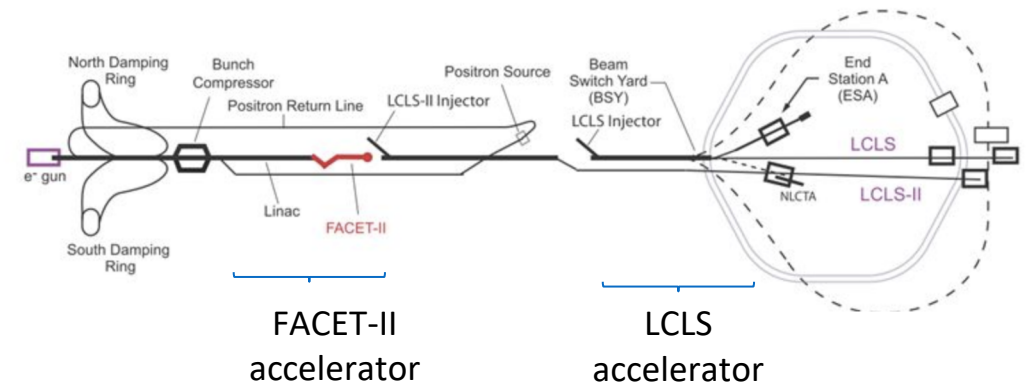 North Damping
Ring
Bunch
Compressor
Positron Return Line
LCLS-II Injector
Positron Source
Beam
Switch Yard
(BSY)
LCLS Injector
End
Station A
(ESA)
LCLS
e- gun
Linac
FACET-II
NLCTA
LCLS-II
South Damping
Ring
FACET-II
accelerator
LCLS
accelerator